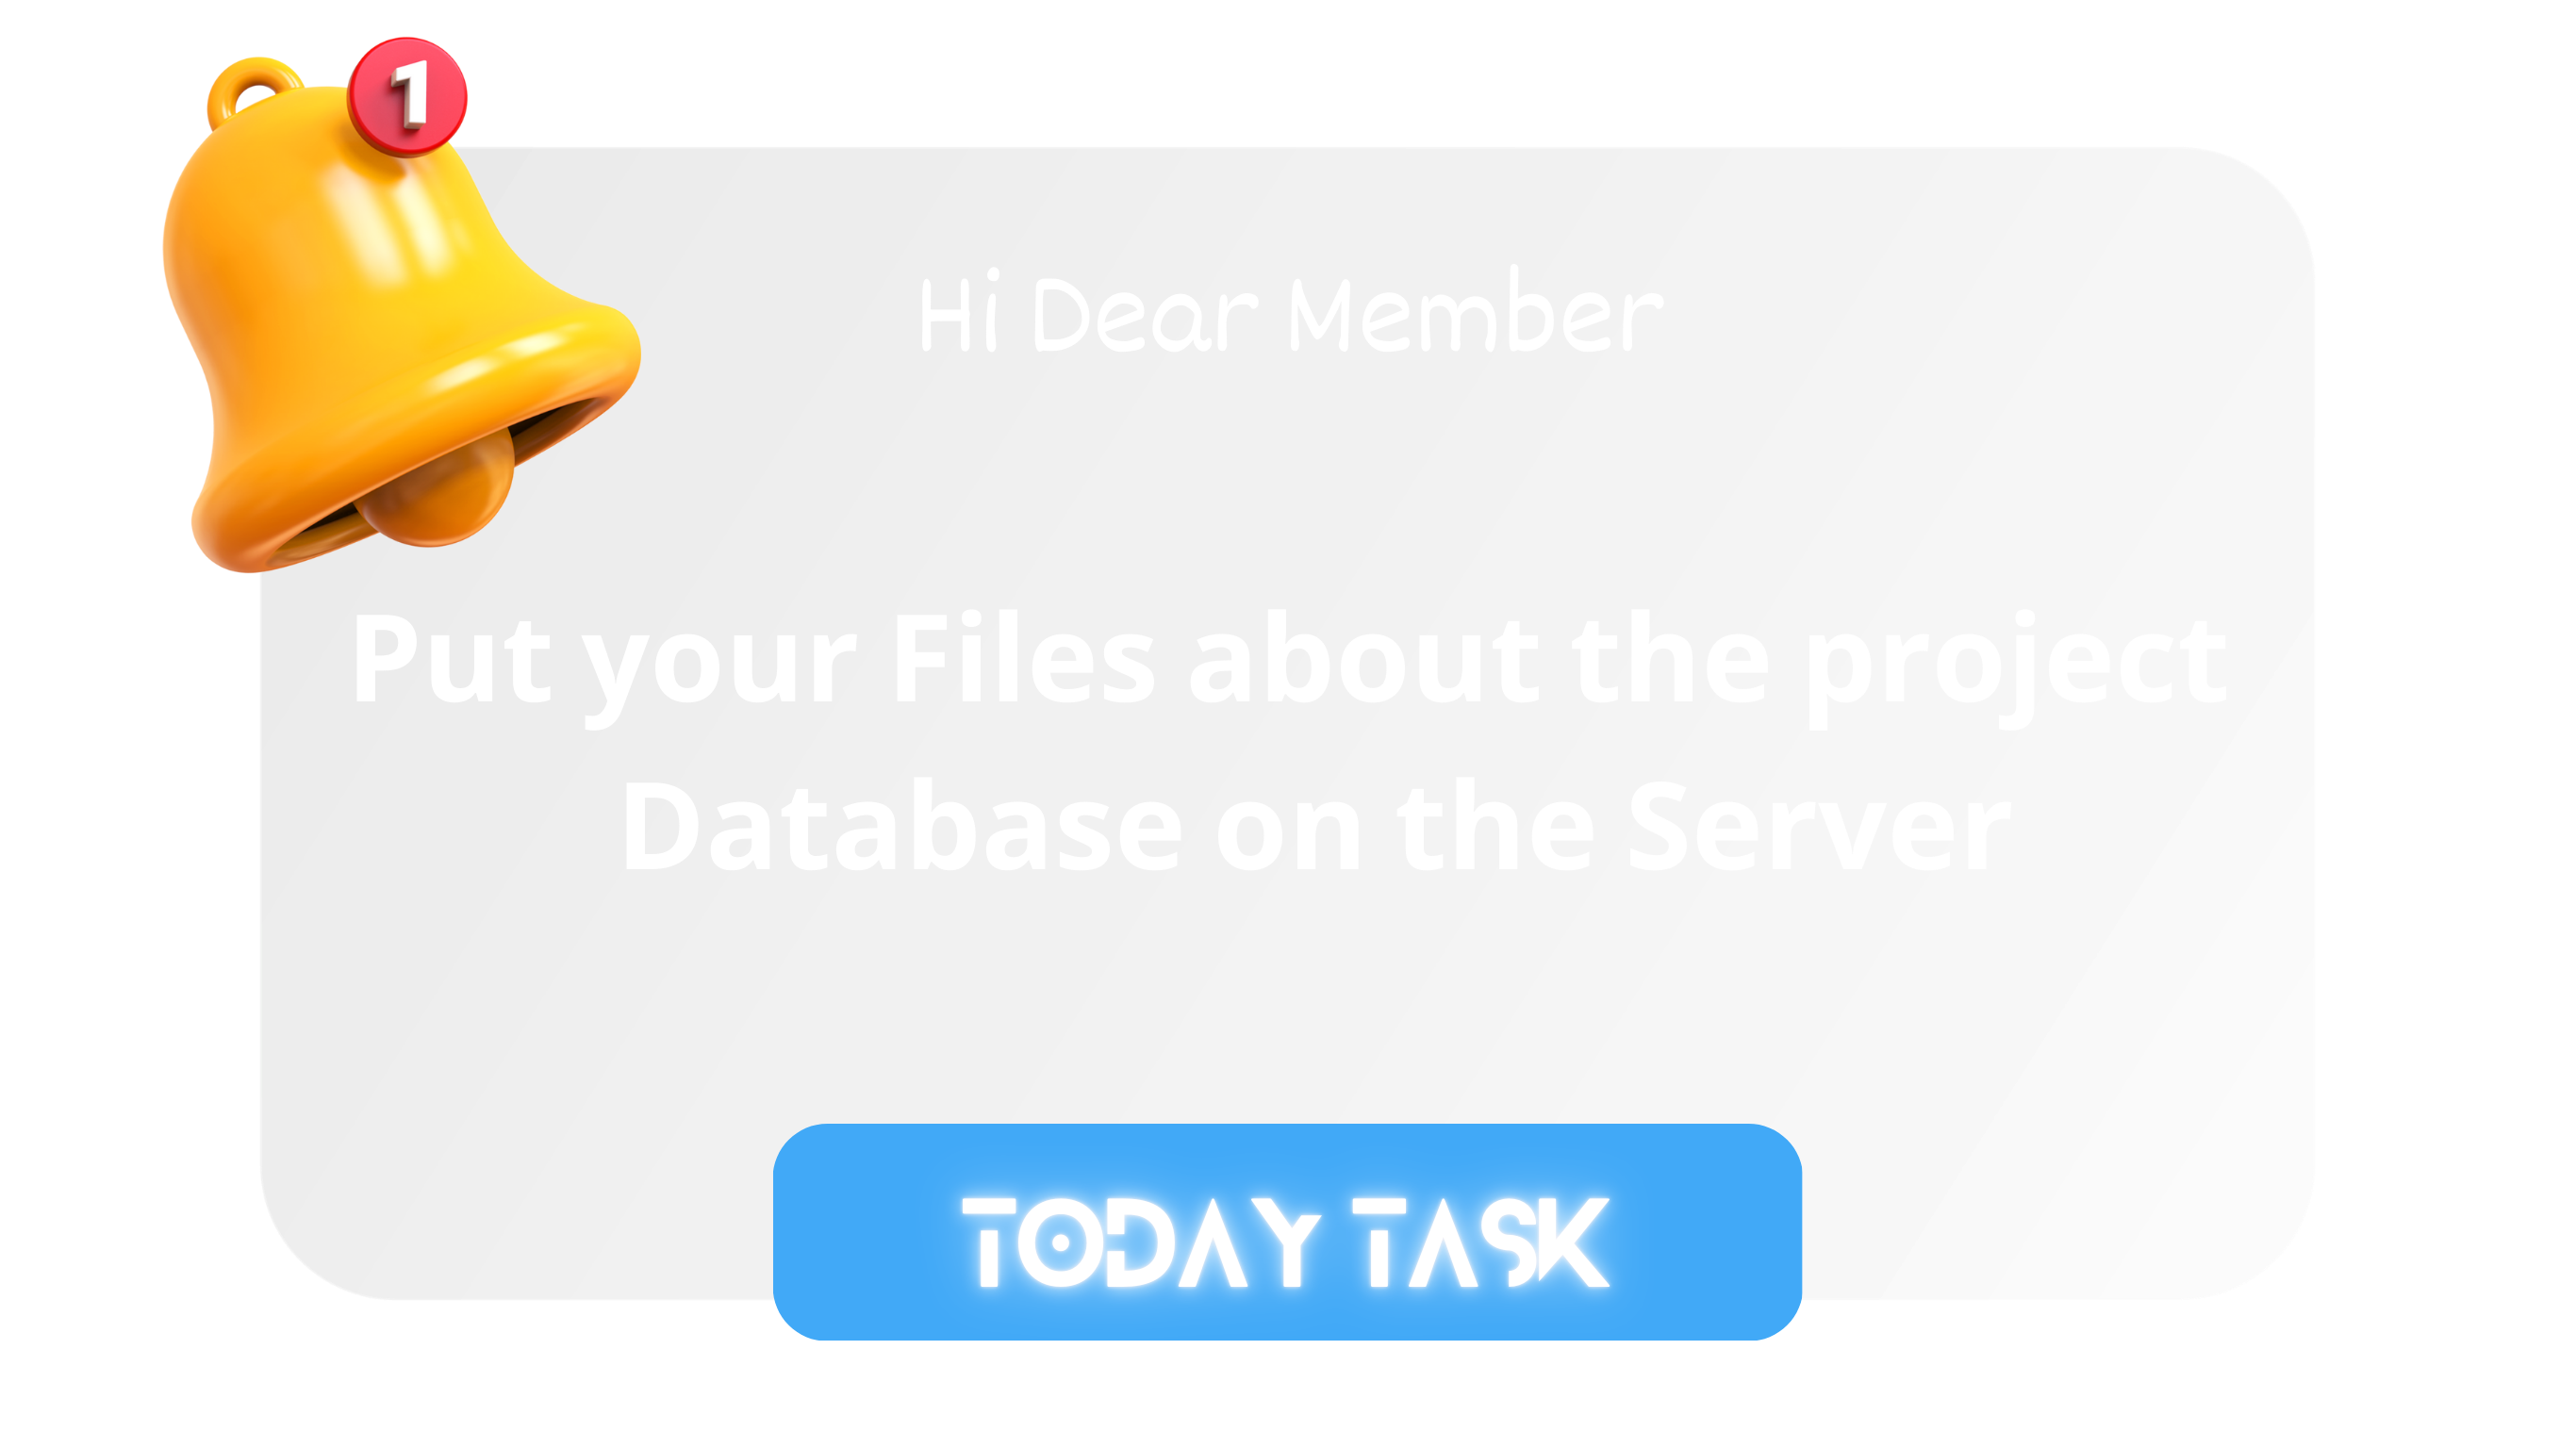 1
Hi Dear Member
Put your Files about the project
Database on the Server
TODAY TASK